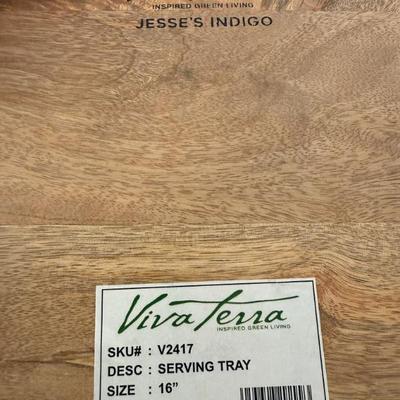 INSPIRED GREEN LIVING
JESSE'S INDIGO
Viva Terra
INSPIRED GREEN LIVING
SKU# : V2417
DESC : SERVING TRAY
SIZE : 16”